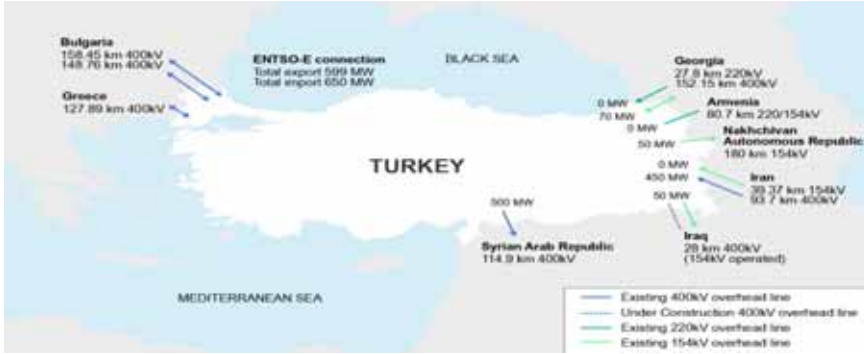 Bulgaria
158.45 km 400kV
148.76 km 400kV
Greece
127.89 km 400kV
ENTSO-E connection
Total export 599 MW
Total import 650 MW
BLACK SEA
Georgia
27.8 km 220kV
152.15 km 400kV
0 MW
70 MW
Armenia
80.7 km 220/154kV
0 MW
Nakhchivan
Autonomous Republic
180 km 154kV
50 MW
TURKEY
0 MW
450 MW
Iran
39.37 km 154kV
93.7 km 400kV
50 MW
Iraq
28 km 400kV
(154kV operated)
500 MW
Syrian Arab Republic
114.9 km 400kV
MEDITERRANEAN SEA
Existing 400kV overhead line
Under Construction 400kV overhead line
Existing 220kV overhead line
Existing 154kV overhead line